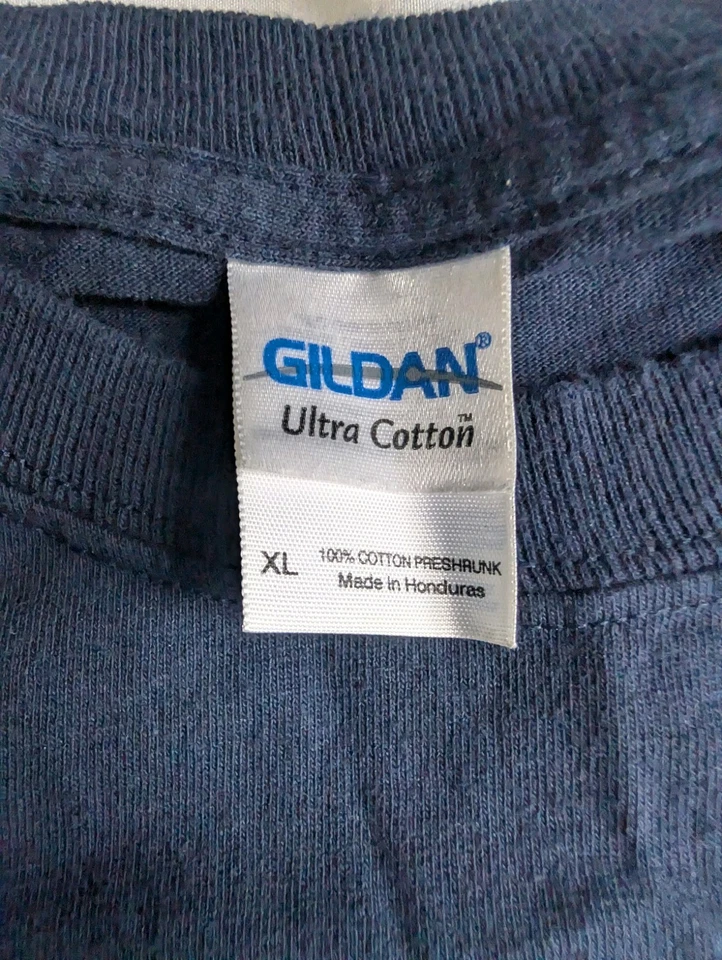 GILDAN®
Ultra Cotton™
XL 100% COTTON PRESHRUNK
Made in Honduras